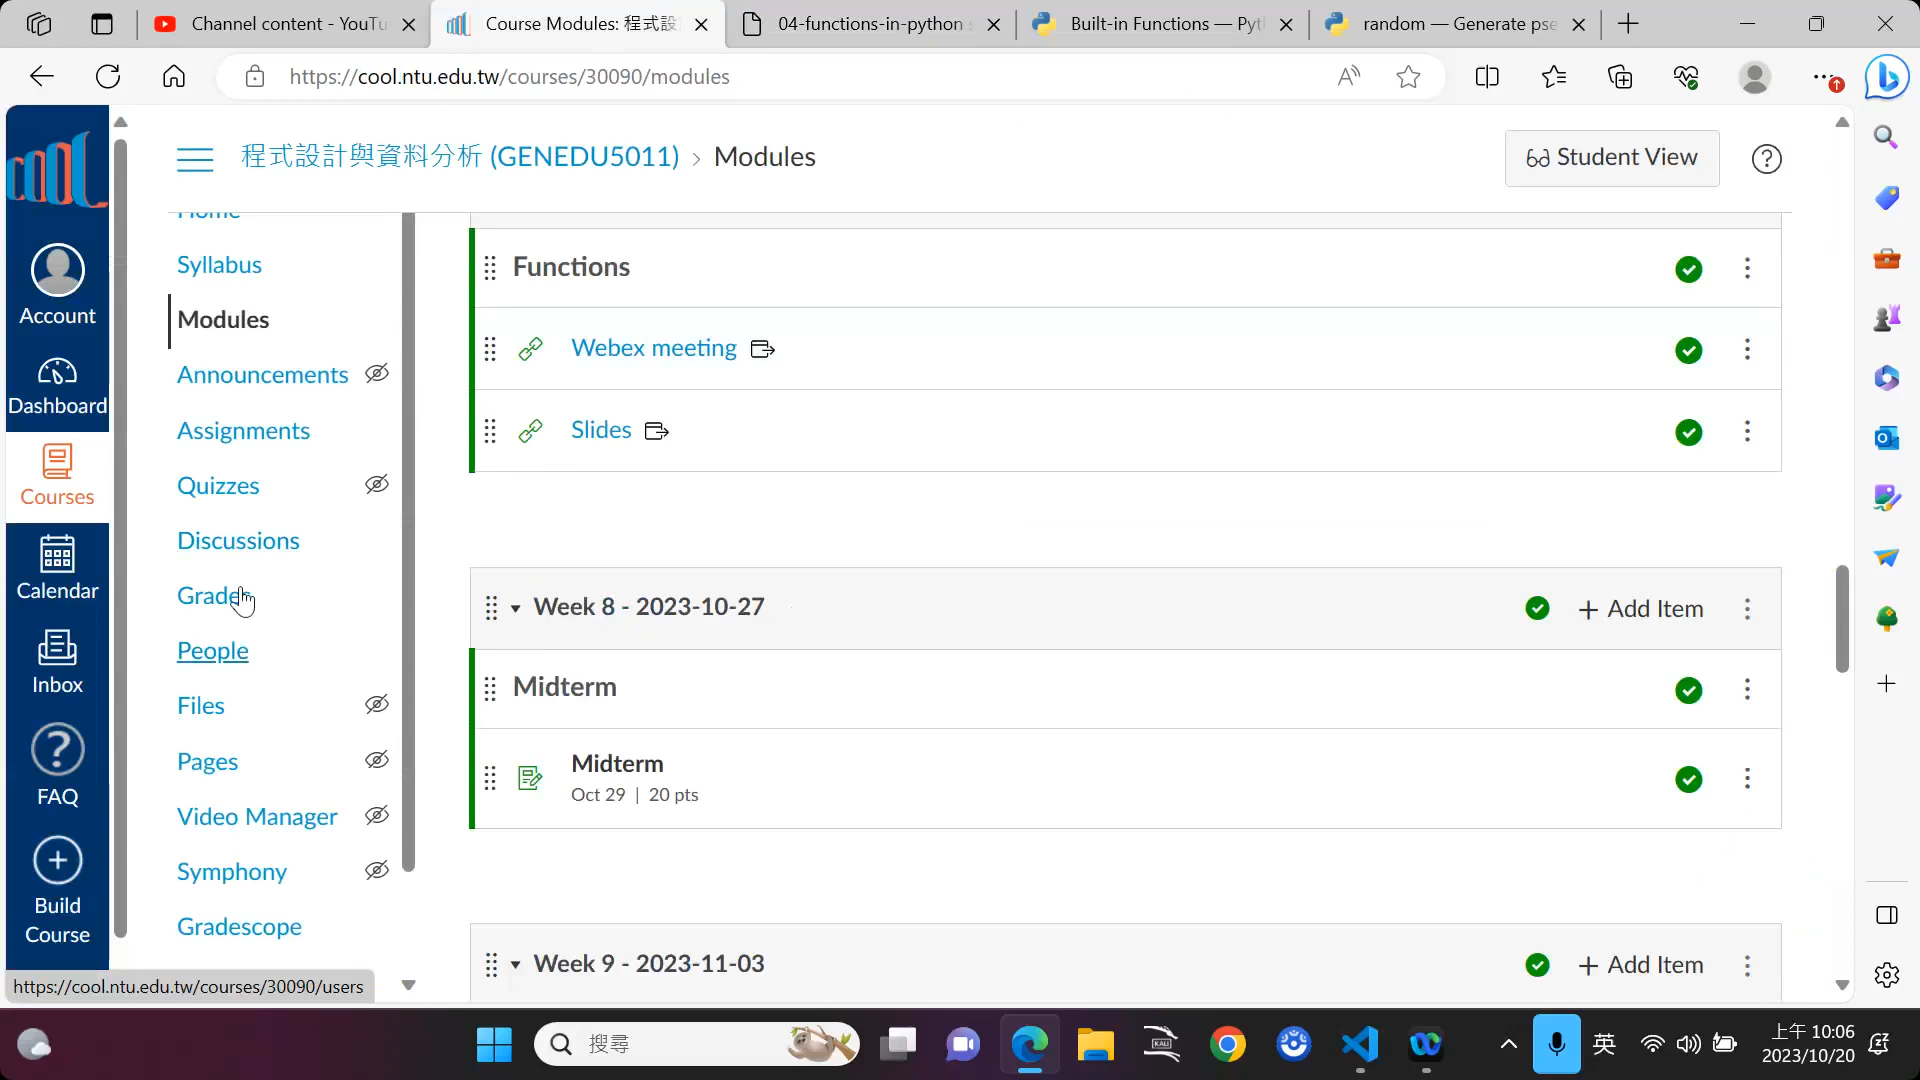 Channel content - YouTu
Course Modules: 程式設
04-functions-in-python
Built-in Functions — Pyt
random — Generate pse
https://cool.ntu.edu.tw/courses/30090/modules
COOL
Account
Dashboard
Courses
Calendar
Inbox
FAQ
Build
Course
程式設計與資料分析 (GENEDU5011) › Modules
Student View
Home
Syllabus
Modules
Announcements
Assignments
Quizzes
Discussions
Grades
People
Files
Pages
Video Manager
Symphony
Gradescope
Functions
Webex meeting
Slides
Week 8 - 2023-10-27
+ Add Item
Midterm
Midterm
Oct 29 | 20 pts
Week 9 - 2023-11-03
+ Add Item
https://cool.ntu.edu.tw/courses/30090/users
搜尋
KALI
英
上午 10:06
2023/10/20